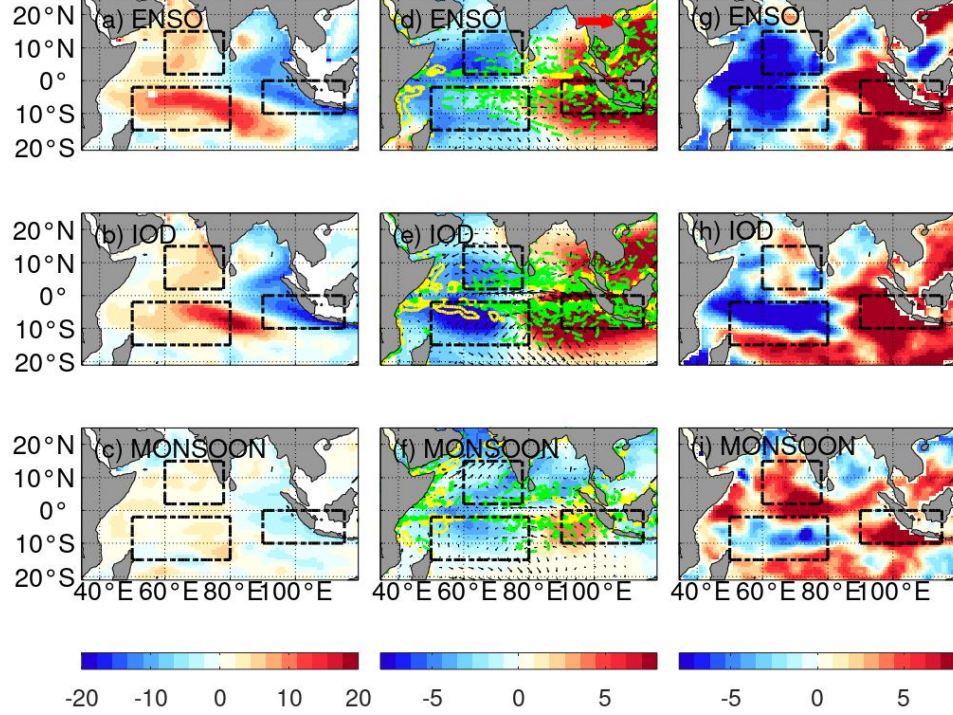 (a) ENSO (d) ENSO (g) ENSO
20°N
10°N
0°
10°S
20°S
(b) IOD (e) IOD (h) IOD
20°N
10°N
0°
10°S
20°S
(c) MONSOON (f) MONSOON (i) MONSOON
20°N
10°N
0°
10°S
20°S
40°E 60°E 80°E 100°E 40°E 60°E 80°E 100°E 40°E 60°E 80°E 100°E
-20 -10 0 10 20 -5 0 5 -5 0 5